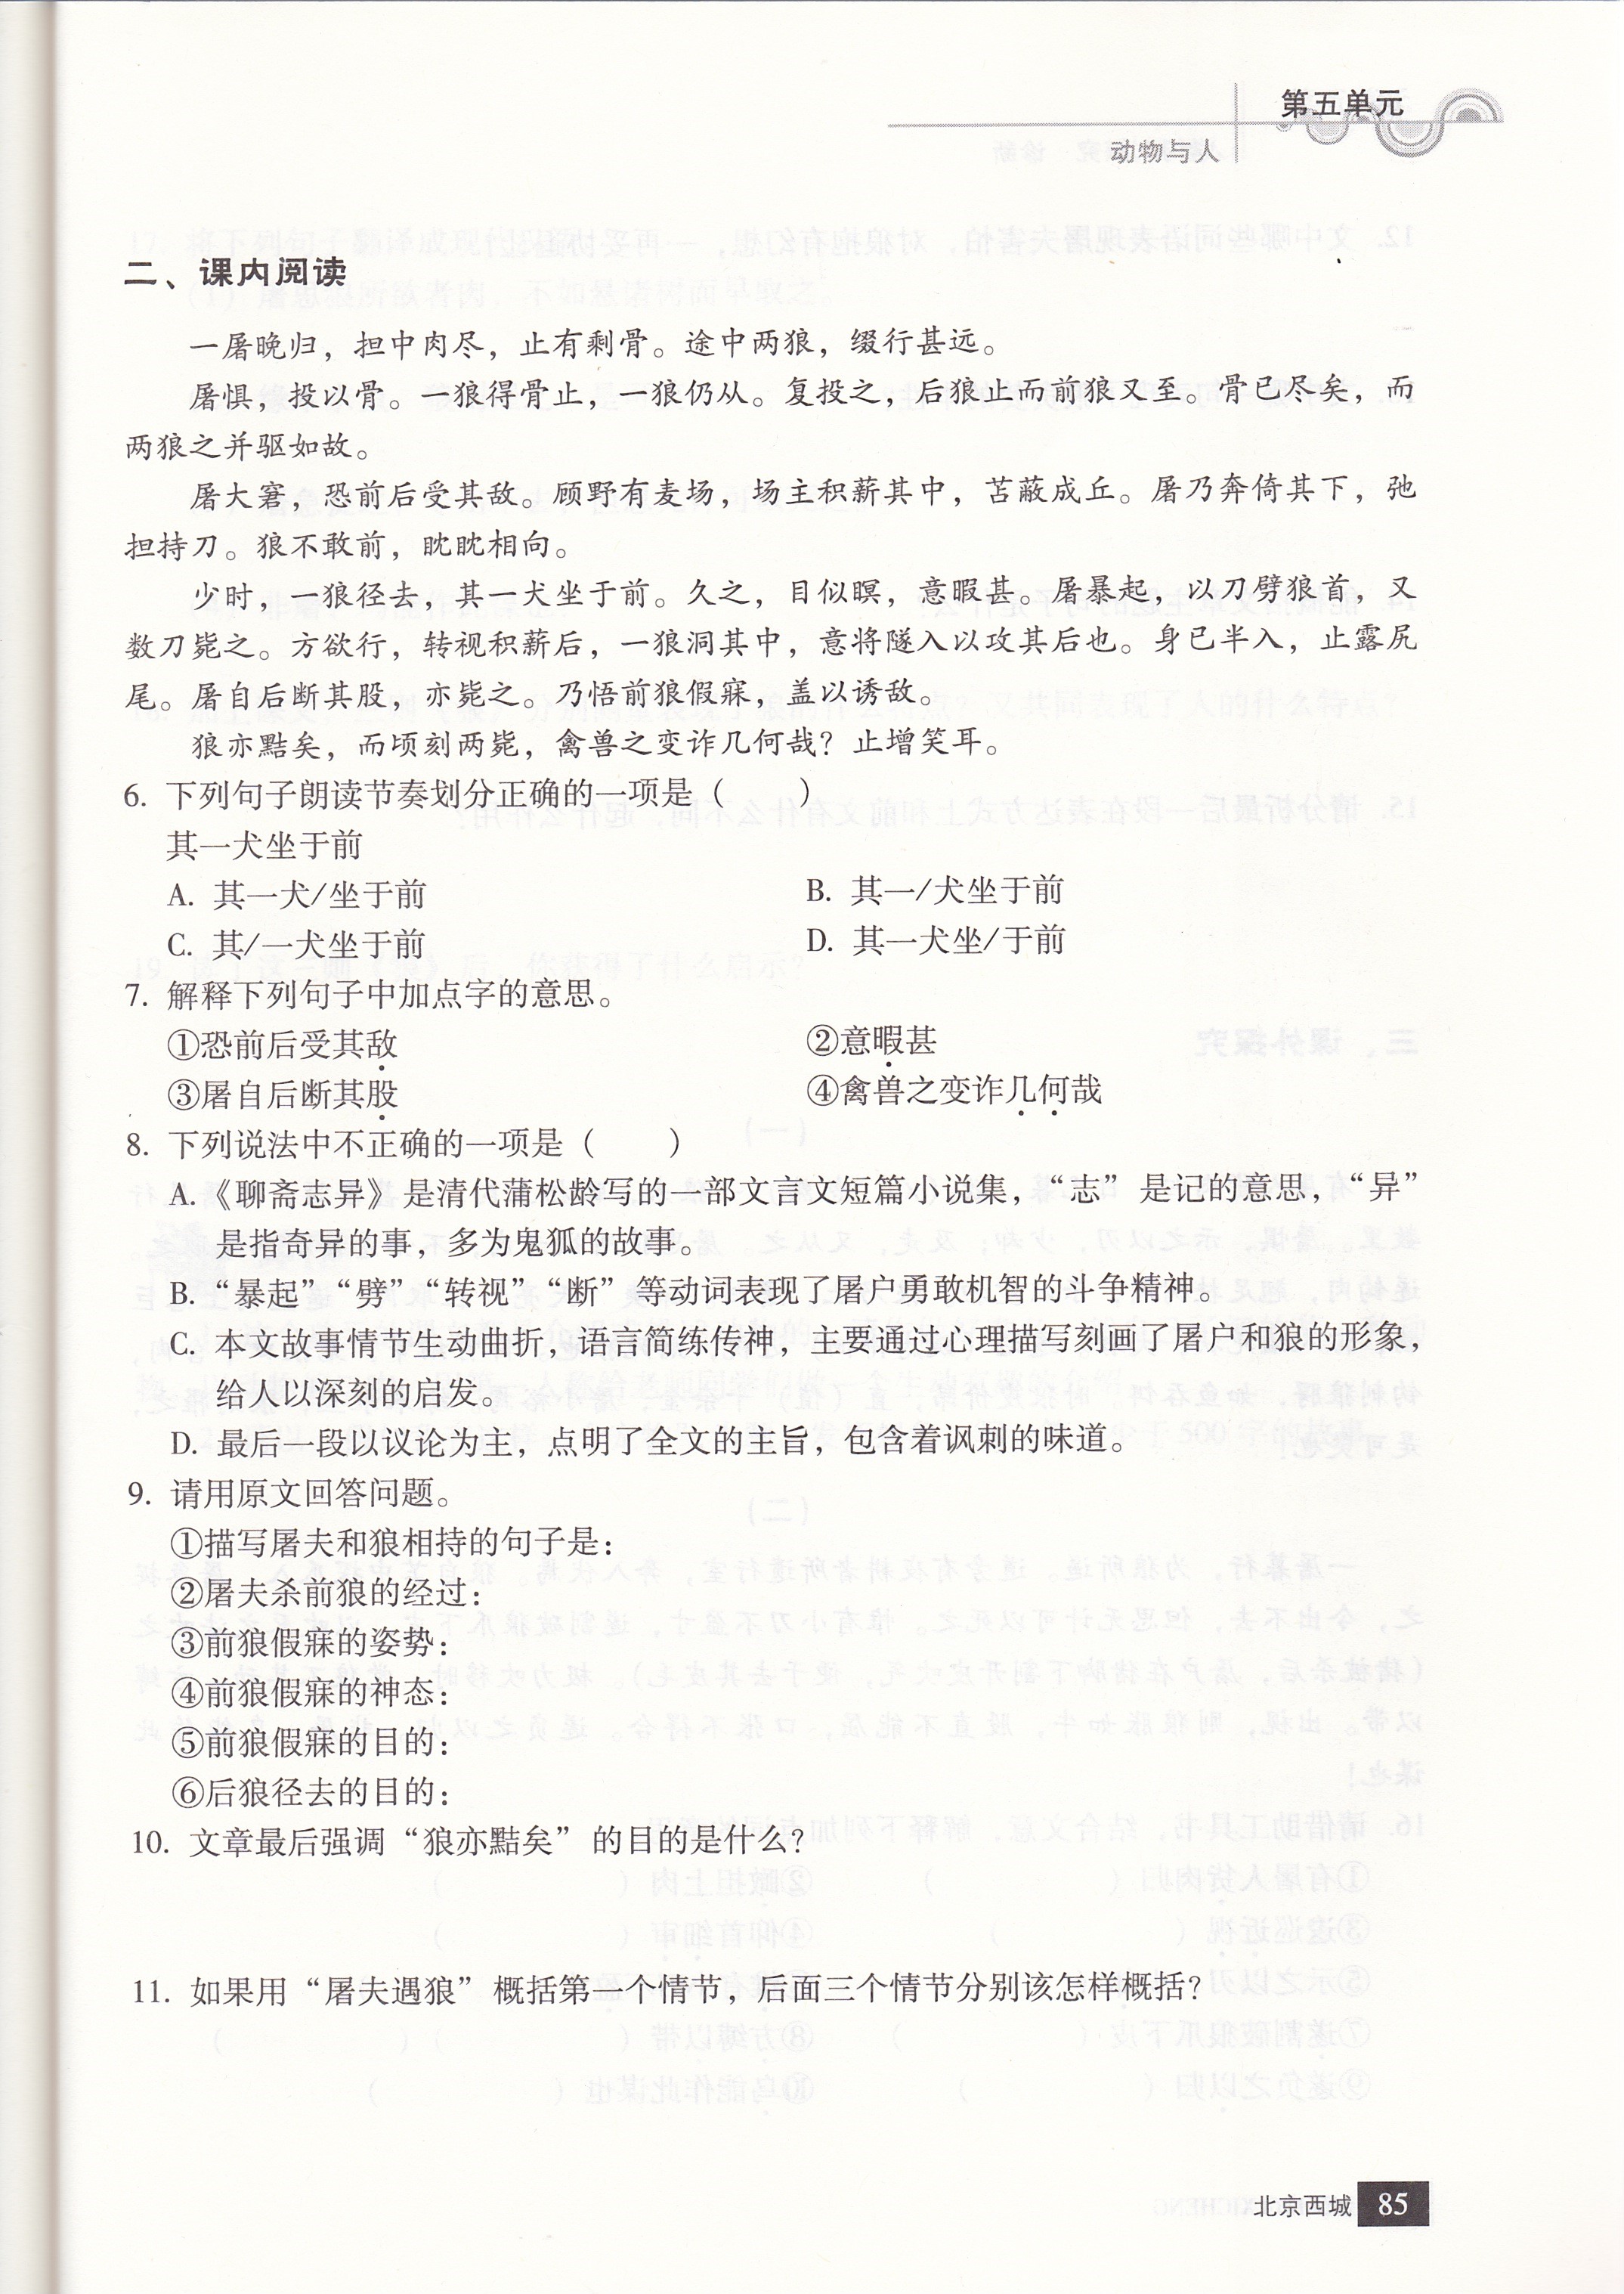 第五单元
动物与人
二、课内阅读
一屠晚归，担中肉尽，止有剩骨。途中两狼，缀行甚远。
屠惧，投以骨。一狼得骨止，一狼仍从。复投之，后狼止而前狼又至。骨已尽矣，而
两狼之并驱如故。
屠大窘，恐前后受其敌。顾野有麦场，场主积薪其中，苫蔽成丘。屠乃奔倚其下，弛
担持刀。狼不敢前，眈眈相向。
少时，一狼径去，其一犬坐于前。久之，目似瞑，意暇甚。屠暴起，以刀劈狼首，又
数刀毙之。方欲行，转视积薪后，一狼洞其中，意将隧入以攻其后也。身已半入，止露尻
尾。屠自后断其股，亦毙之。乃悟前狼假寐，盖以诱敌。
狼亦黠矣，而顷刻两毙，禽兽之变诈几何哉？止增笑耳。
6. 下列句子朗读节奏划分正确的一项是（　　）
其一犬坐于前
A. 其一犬/坐于前　B. 其一/犬坐于前
C. 其/一犬坐于前　D. 其一犬坐/于前
7. 解释下列句子中加点字的意思。
①恐前后受其敌　②意暇甚
③屠自后断其股　④禽兽之变诈几何哉
8. 下列说法中不正确的一项是（　　）
A.《聊斋志异》是清代蒲松龄写的一部文言文短篇小说集，“志”是记的意思，“异”
是指奇异的事，多为鬼狐的故事。
B. “暴起”“劈”“转视”“断”等动词表现了屠户勇敢机智的斗争精神。
C. 本文故事情节生动曲折，语言简练传神，主要通过心理描写刻画了屠户和狼的形象，
给人以深刻的启发。
D. 最后一段以议论为主，点明了全文的主旨，包含着讽刺的味道。
9. 请用原文回答问题。
①描写屠夫和狼相持的句子是：
②屠夫杀前狼的经过：
③前狼假寐的姿势：
④前狼假寐的神态：
⑤前狼假寐的目的：
⑥后狼径去的目的：
10. 文章最后强调“狼亦黠矣”的目的是什么？
11. 如果用“屠夫遇狼”概括第一个情节，后面三个情节分别该怎样概括？
北京西城 85